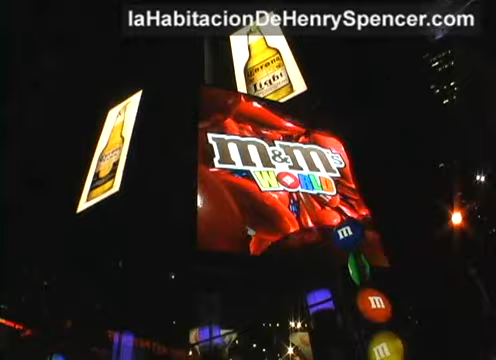 laHabitacionDeHenrySpencer.com
Corona
Light
m&m's
WORLD
m
m
m